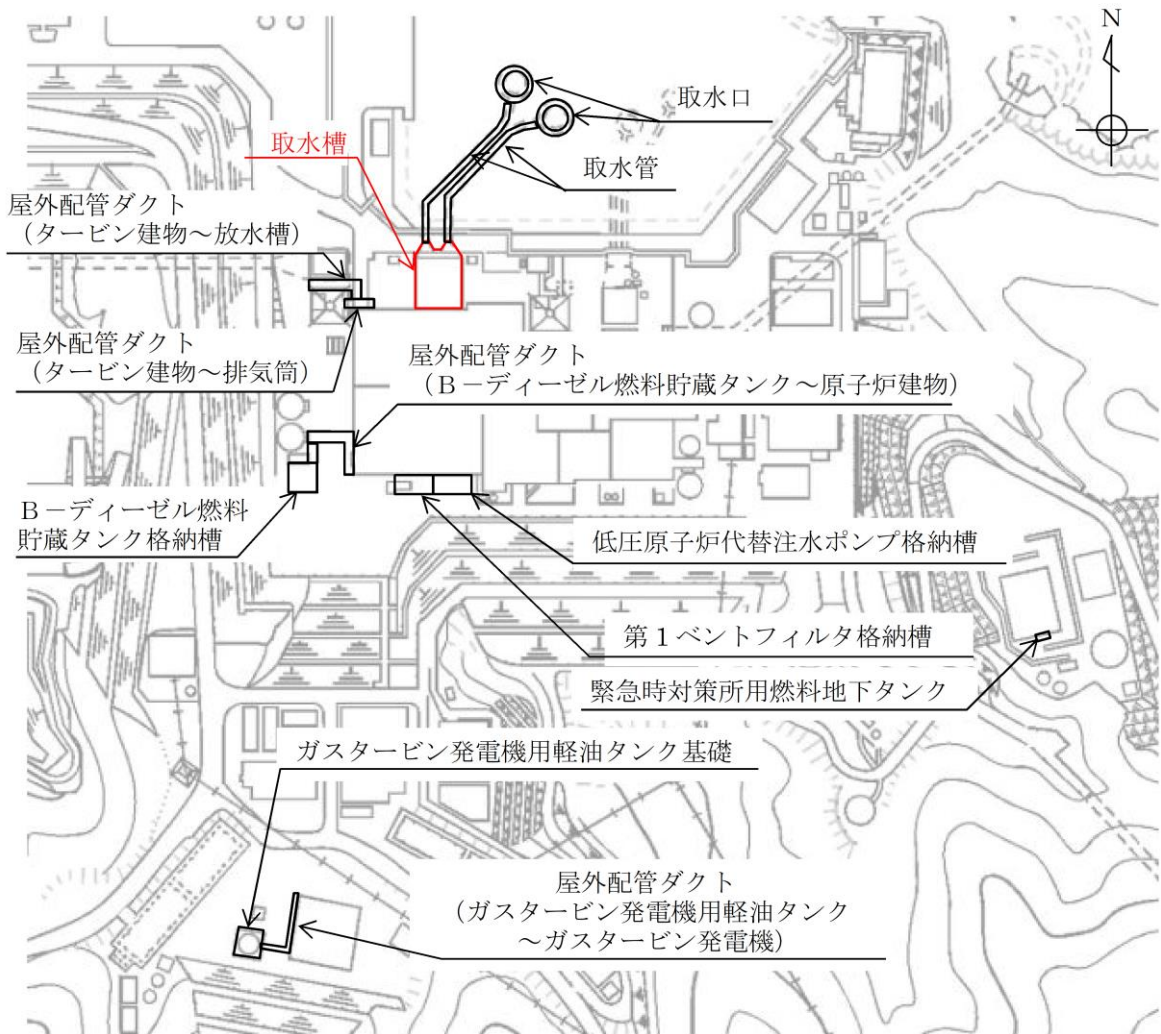 N
取水口
取水槽
取水管
屋外配管ダクト
（タービン建物～放水槽）
屋外配管ダクト
（タービン建物～排気筒）
屋外配管ダクト
（Ｂ－ディーゼル燃料貯蔵タンク～原子炉建物）
Ｂ－ディーゼル燃料
貯蔵タンク格納槽
低圧原子炉代替注水ポンプ格納槽
第１ベントフィルタ格納槽
緊急時対策所用燃料地下タンク
ガスタービン発電機用軽油タンク基礎
屋外配管ダクト
（ガスタービン発電機用軽油タンク
～ガスタービン発電機）